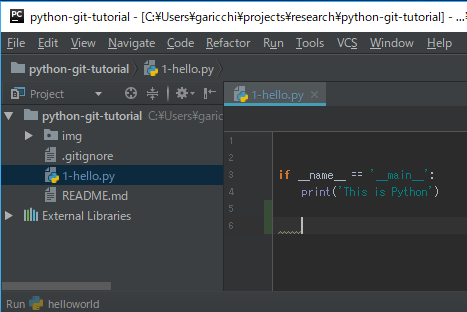 PC python-git-tutorial - [C:¥Users¥garicchi¥projects¥research¥python-git-tutorial] - ...¥
File Edit View Navigate Code Refactor Run Tools VCS Window Help
python-git-tutorial 1-hello.py
Project
1-hello.py
python-git-tutorial C:¥Users¥garicc
img
.gitignore
1-hello.py
README.md
External Libraries
1
2
3 if __name__ == '__main__':
4 print('This is Python')
5
6
Run helloworld